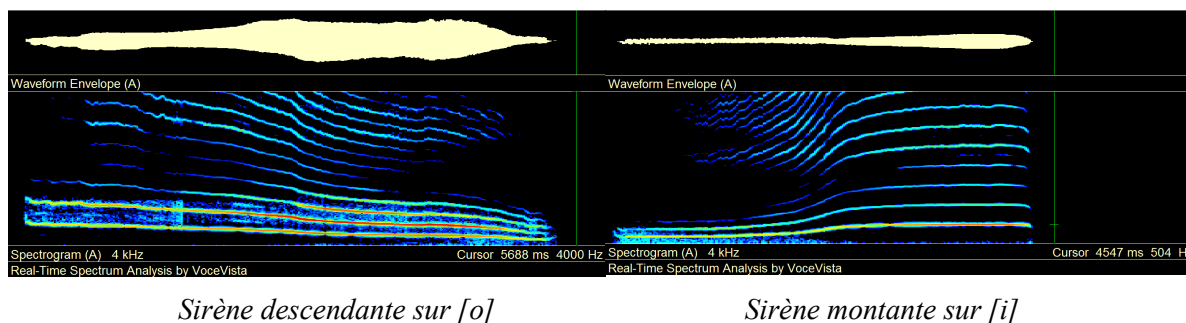 Waveform Envelope (A)
Waveform Envelope (A)
Spectrogram (A) 4 kHz
Cursor 5688 ms 4000 Hz
Spectrogram (A) 4 kHz
Cursor 4547 ms 504 H
Real-Time Spectrum Analysis by VoceVista
Real-Time Spectrum Analysis by VoceVista
Sirène descendante sur [o]
Sirène montante sur [i]